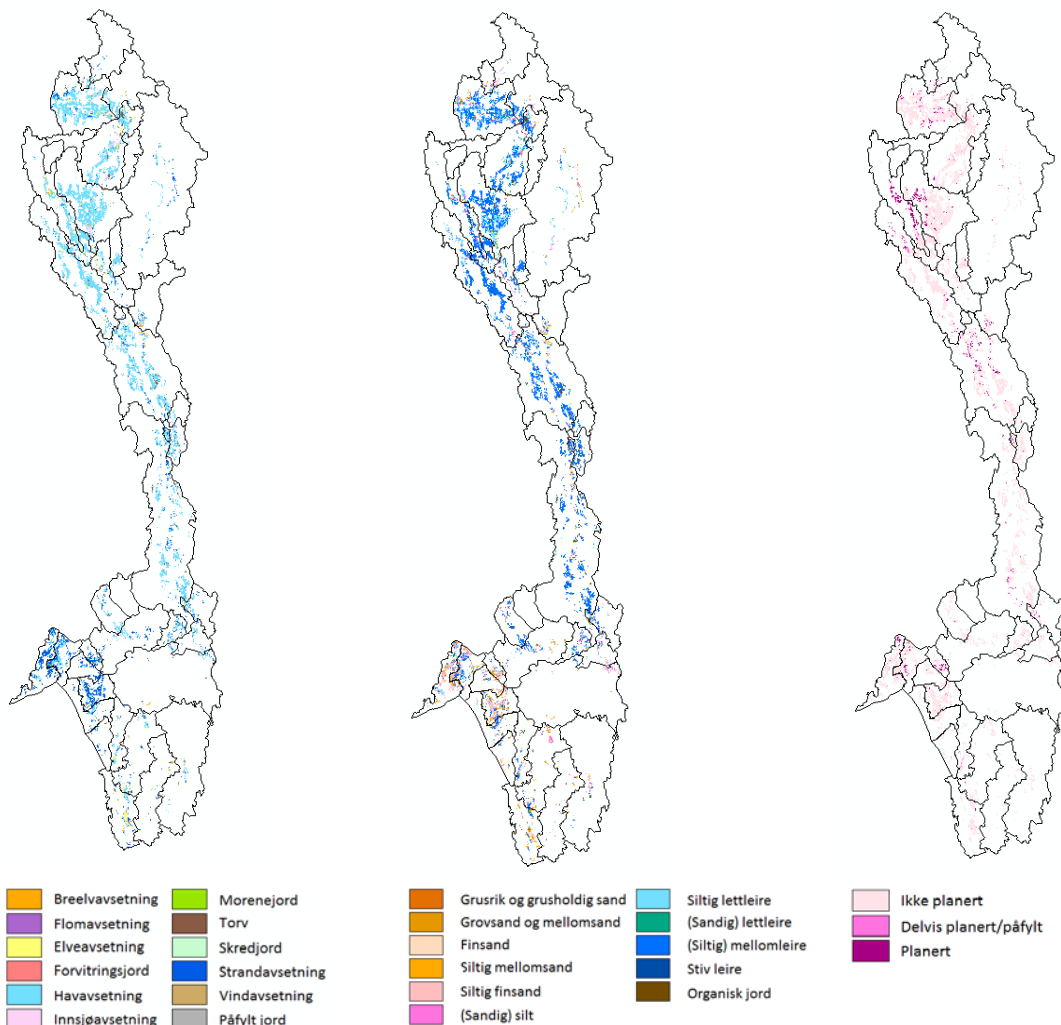 Breelvavsetning
Flomavsetning
Elveavsetning
Forvitringsjord
Havavsetning
Innsjøavsetning
Morenejord
Torv
Skredjord
Strandavsetning
Vindavsetning
Påfylt jord
Grusrik og grusholdig sand
Grovsand og mellomsand
Finsand
Siltig mellomsand
Siltig finsand
(Sandig) silt
Siltig lettleire
(Sandig) lettleire
(Siltig) mellomleire
Stiv leire
Organisk jord
Ikke planert
Delvis planert/påfylt
Planert